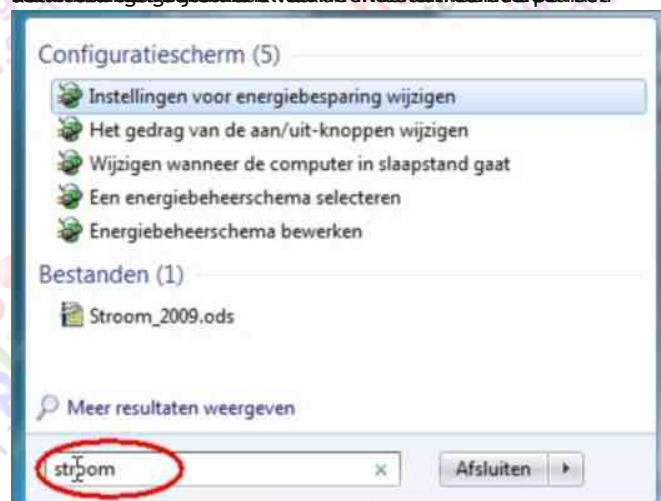 Configuratiescherm (5)
Instellingen voor energiebesparing wijzigen
Het gedrag van de aan/uit-knoppen wijzigen
Wijzigen wanneer de computer in slaapstand gaat
Een energiebeheerschema selecteren
Energiebeheerschema bewerken
Bestanden (1)
Stroom_2009.ods
Meer resultaten weergeven
stroom
Afsluiten